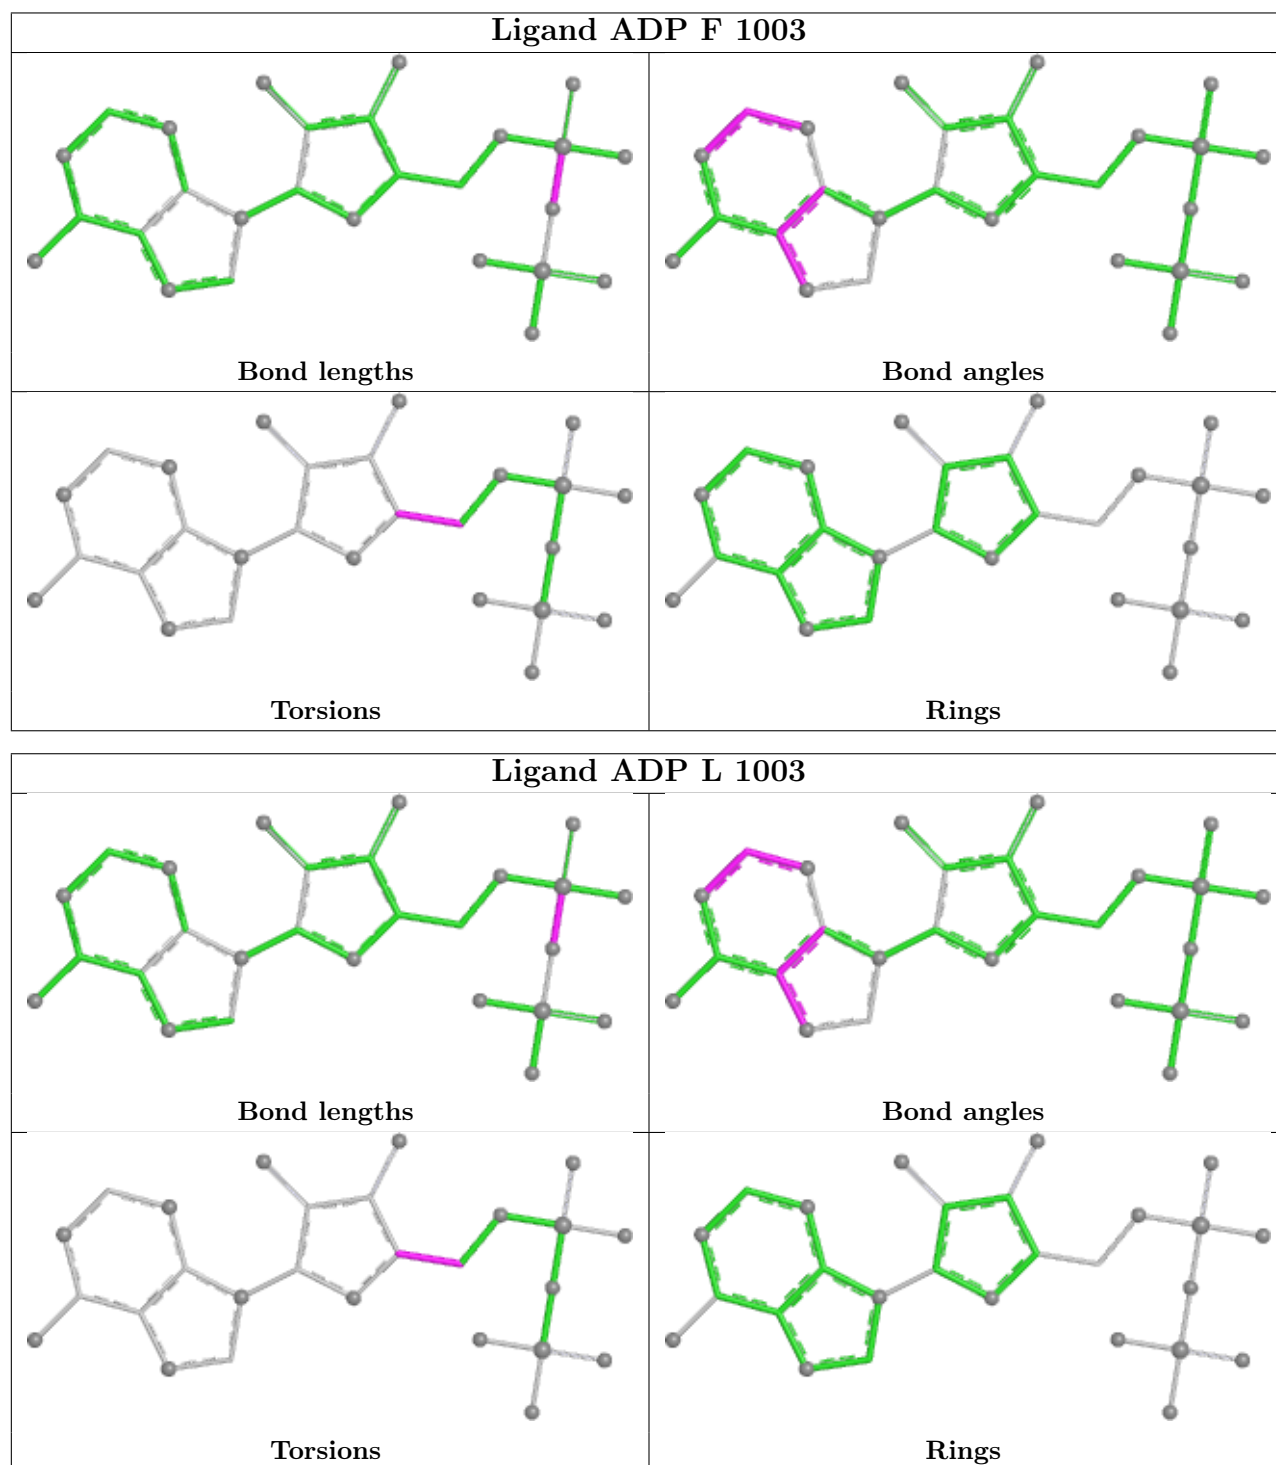 Ligand ADP F 1003
Bond lengths
Bond angles
Torsions
Rings
Ligand ADP L 1003
Bond lengths
Bond angles
Torsions
Rings